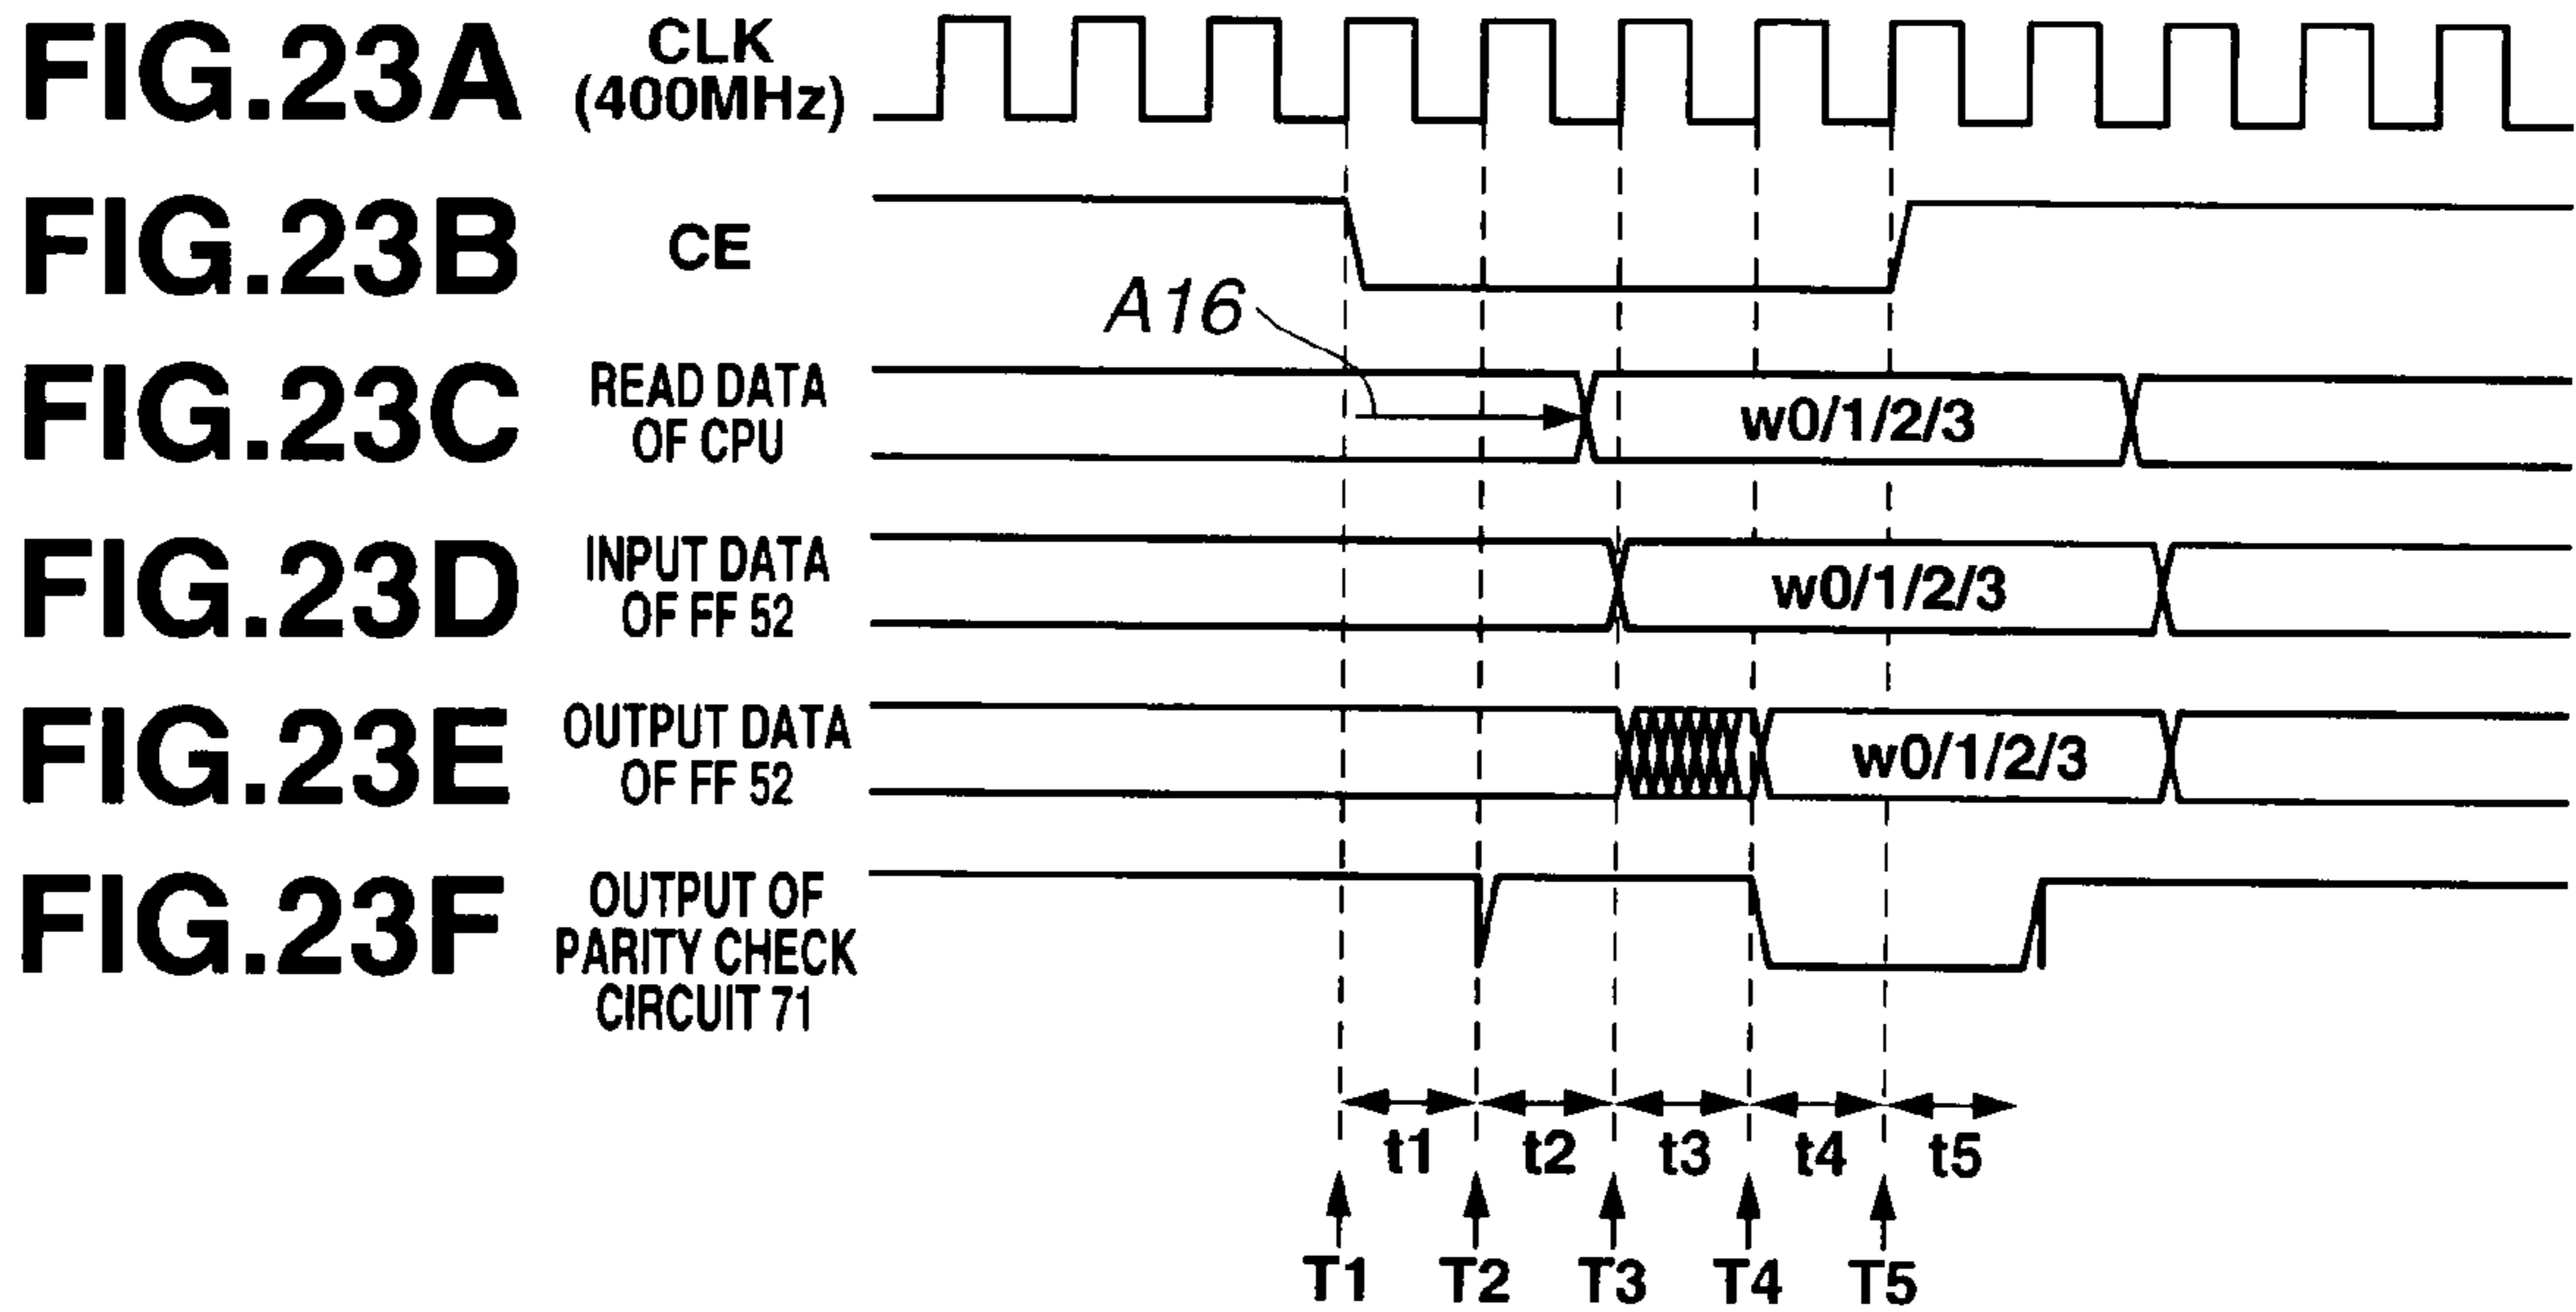 FIG.23A
CLK
(400MHz)
FIG.23B
CE
A16
FIG.23C
READ DATA
OF CPU
w0/1/2/3
FIG.23D
INPUT DATA
OF FF 52
w0/1/2/3
FIG.23E
OUTPUT DATA
OF FF 52
w0/1/2/3
FIG.23F
OUTPUT OF
PARITY CHECK
CIRCUIT 71
t1 t2 t3 t4 t5
T1 T2 T3 T4 T5